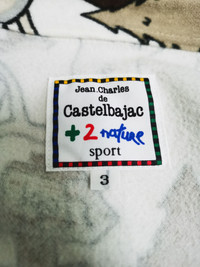 Jean.Charles
de
Castelbajac
+2 nature
sport
3